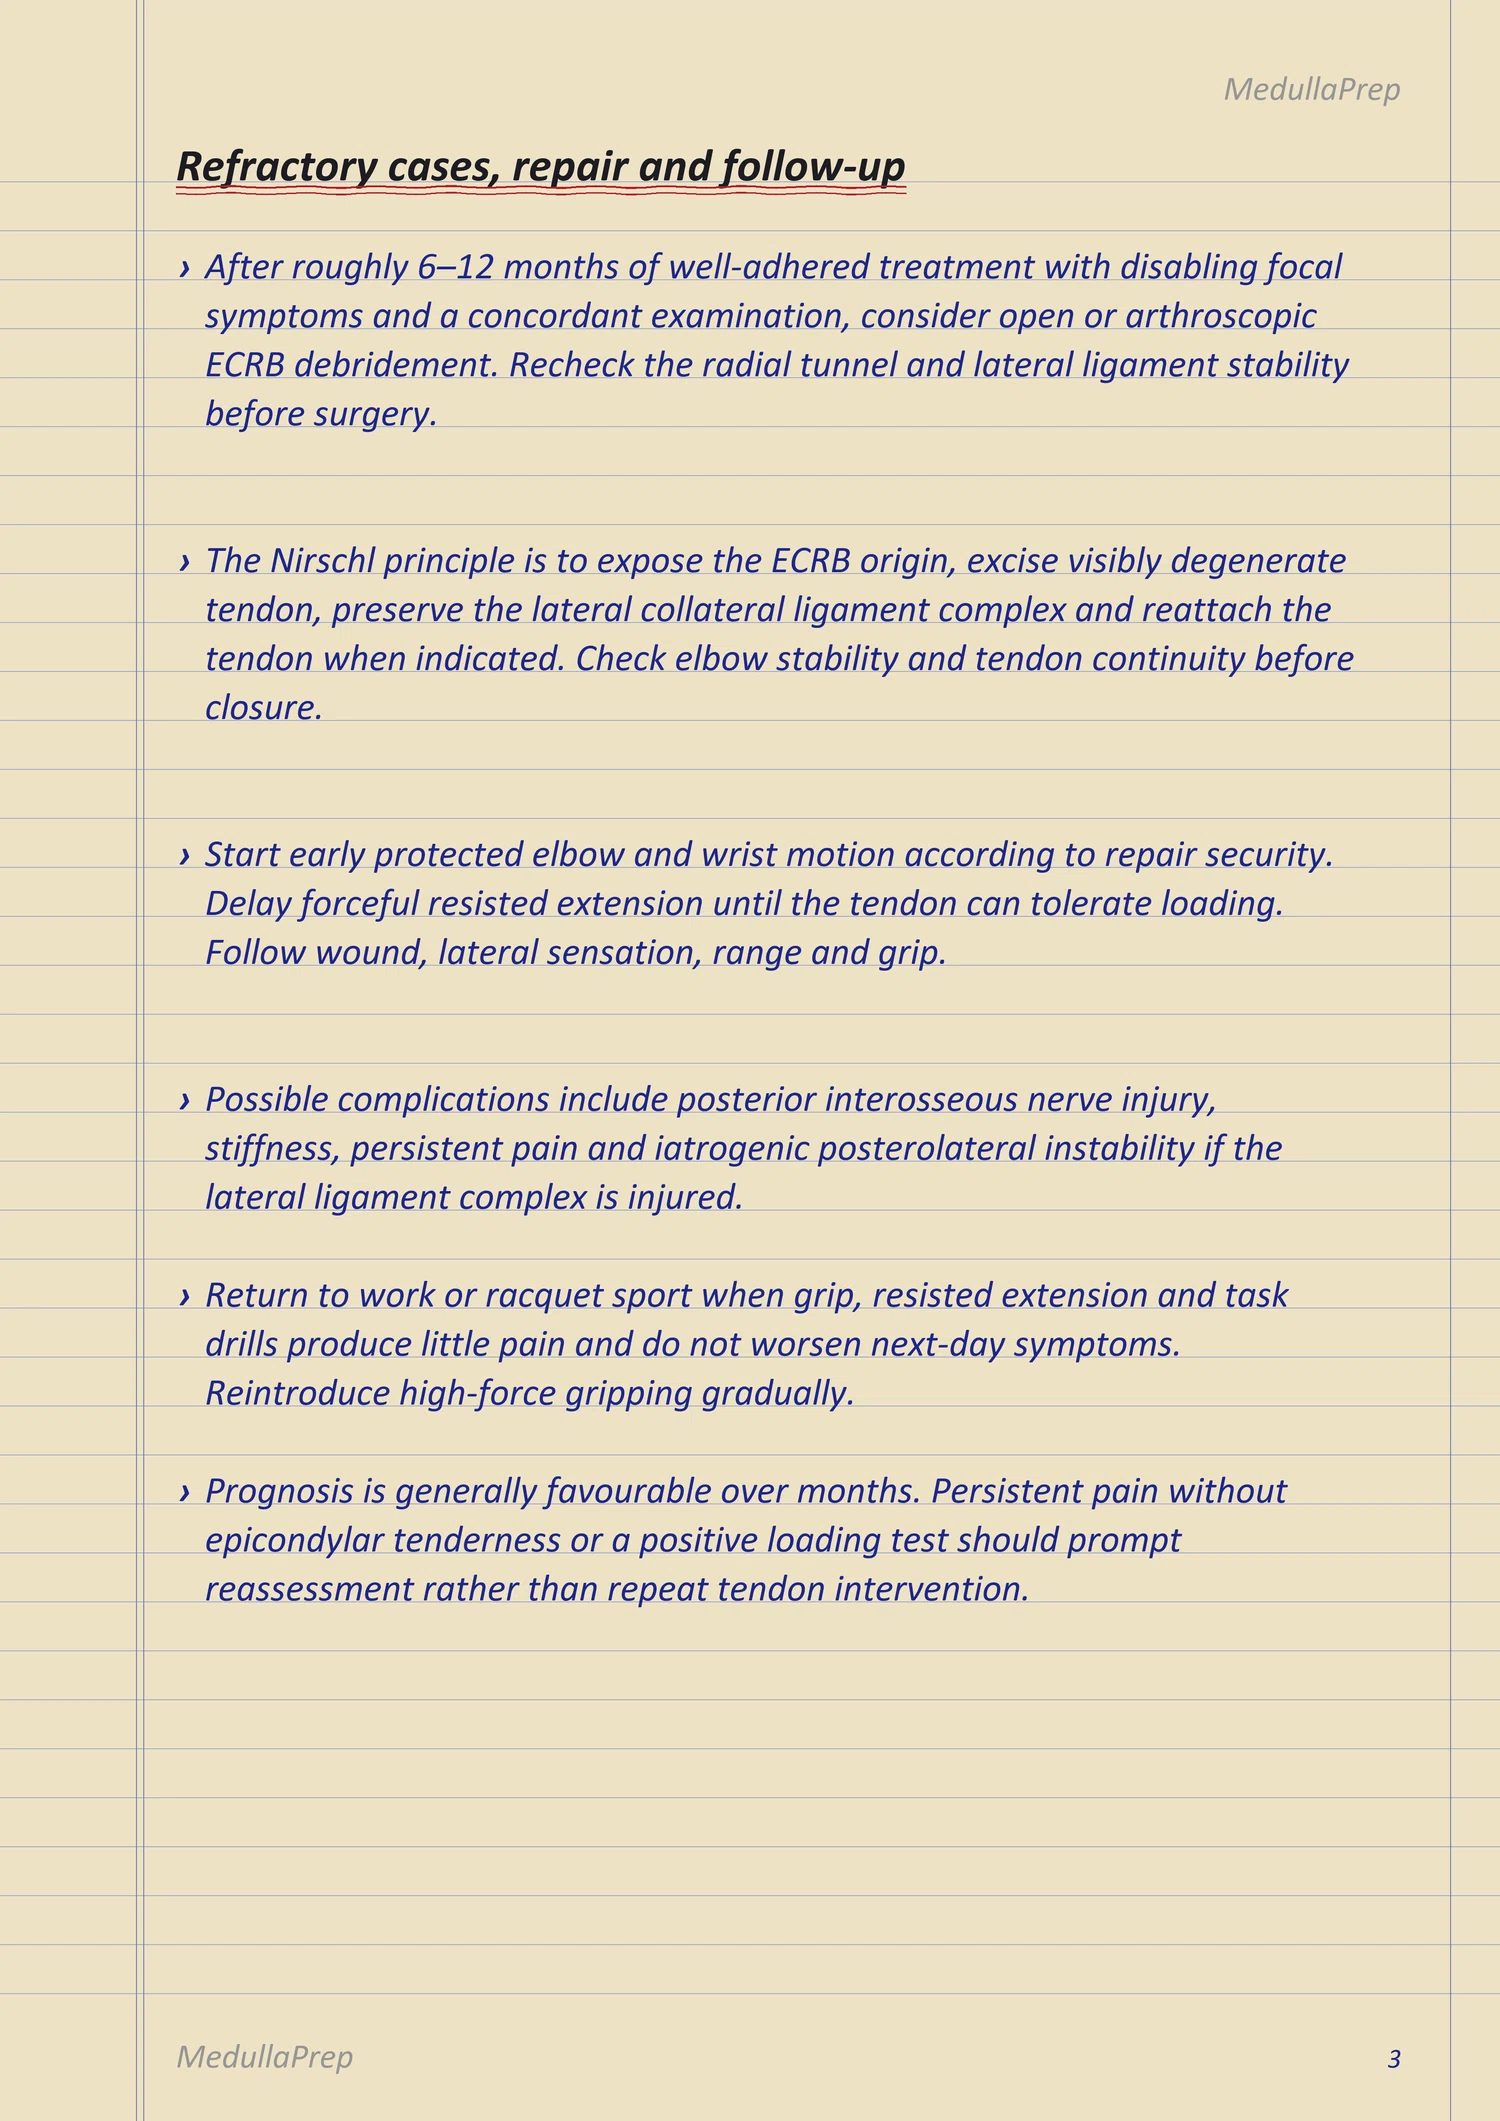 MedullaPrep
Refractory cases, repair and follow-up
› After roughly 6–12 months of well-adhered treatment with disabling focal
symptoms and a concordant examination, consider open or arthroscopic
ECRB debridement. Recheck the radial tunnel and lateral ligament stability
before surgery.
› The Nirschl principle is to expose the ECRB origin, excise visibly degenerate
tendon, preserve the lateral collateral ligament complex and reattach the
tendon when indicated. Check elbow stability and tendon continuity before
closure.
› Start early protected elbow and wrist motion according to repair security.
Delay forceful resisted extension until the tendon can tolerate loading.
Follow wound, lateral sensation, range and grip.
› Possible complications include posterior interosseous nerve injury,
stiffness, persistent pain and iatrogenic posterolateral instability if the
lateral ligament complex is injured.
› Return to work or racquet sport when grip, resisted extension and task
drills produce little pain and do not worsen next-day symptoms.
Reintroduce high-force gripping gradually.
› Prognosis is generally favourable over months. Persistent pain without
epicondylar tenderness or a positive loading test should prompt
reassessment rather than repeat tendon intervention.
MedullaPrep
3